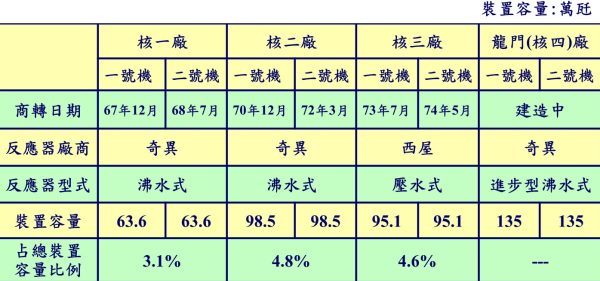 裝置容量:萬瓩
核一廠 核二廠 核三廠 龍門(核四)廠
一號機 二號機 一號機 二號機 一號機 二號機 一號機 二號機
商轉日期 67年12月 68年7月 70年12月 72年3月 73年7月 74年5月 建造中
反應器廠商 奇異 奇異 西屋 奇異
反應器型式 沸水式 沸水式 壓水式 進步型沸水式
裝置容量 63.6 63.6 98.5 98.5 95.1 95.1 135 135
占總裝置
容量比例 3.1% 4.8% 4.6% ---